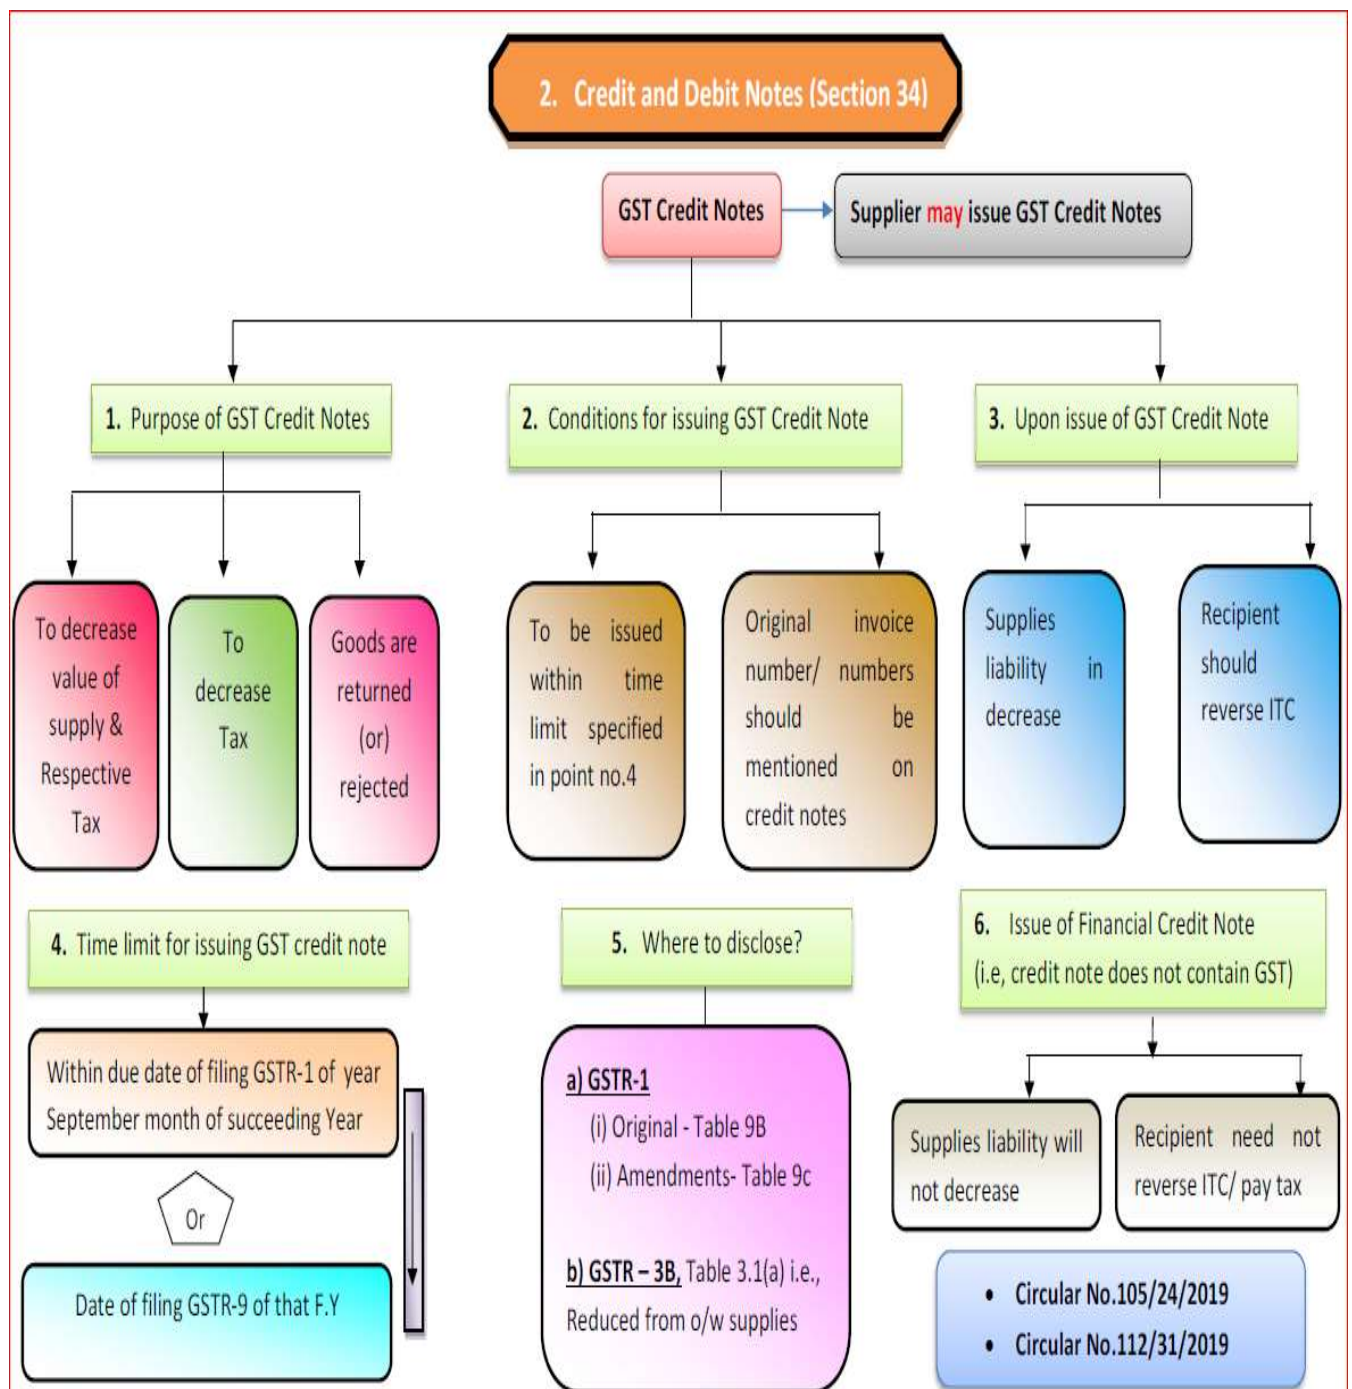 2. Credit and Debit Notes (Section 34)
GST Credit Notes
Supplier may issue GST Credit Notes
1. Purpose of GST Credit Notes
2. Conditions for issuing GST Credit Note
3. Upon issue of GST Credit Note
To decrease
value of
supply &
Respective
Tax
To
decrease
Tax
Goods are
returned
(or)
rejected
To be issued
within time
limit specified
in point no.4
Original invoice
number/ numbers
should be
mentioned on
credit notes
Supplies
liability in
decrease
Recipient
should
reverse ITC
4. Time limit for issuing GST credit note
Within due date of filing GSTR-1 of year
September month of succeeding Year
Or
Date of filing GSTR-9 of that F.Y
5. Where to disclose?
a) GSTR-1
(i) Original - Table 9B
(ii) Amendments- Table 9c
b) GSTR – 3B, Table 3.1(a) i.e.,
Reduced from o/w supplies
6. Issue of Financial Credit Note
(i.e, credit note does not contain GST)
Supplies liability will
not decrease
Recipient need not
reverse ITC/ pay tax
• Circular No.105/24/2019
• Circular No.112/31/2019